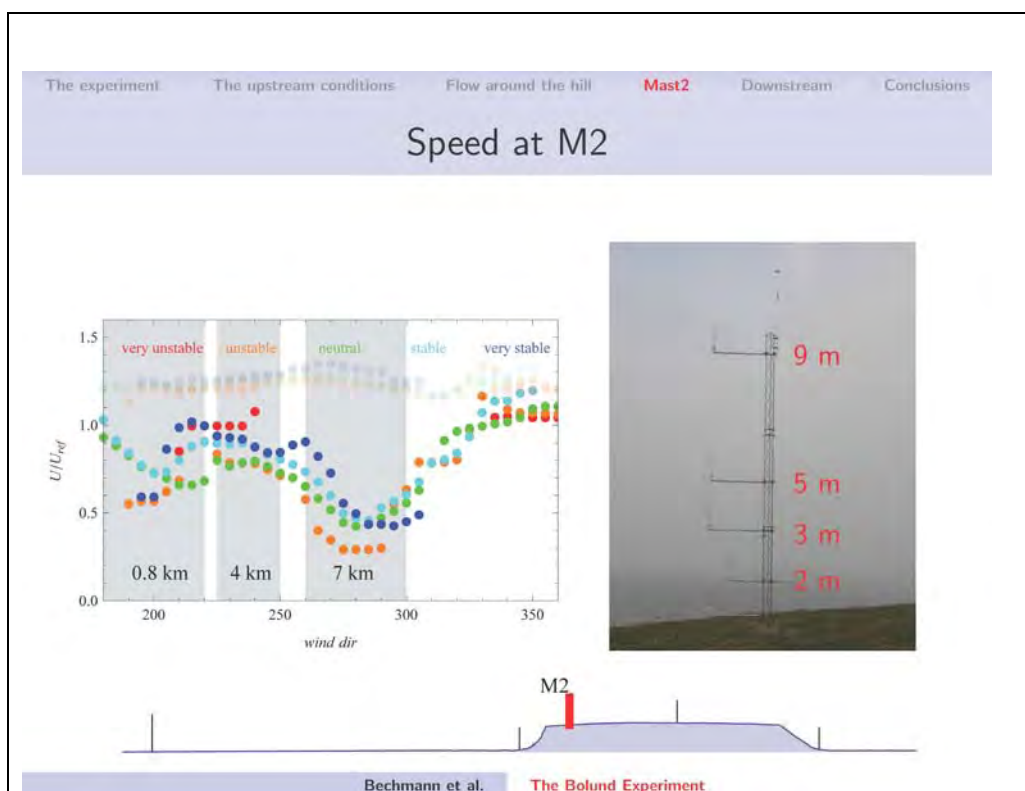 The experiment The upstream conditions Flow around the hill Mast2 Downstream Conclusions
Speed at M2
1.5
1.0
0.5
0.0
U/Uref
very unstable unstable neutral stable very stable
0.8 km 4 km 7 km
200 250 300 350
wind dir
9 m
5 m
3 m
2 m
M2
Bechmann et al. The Bolund Experiment